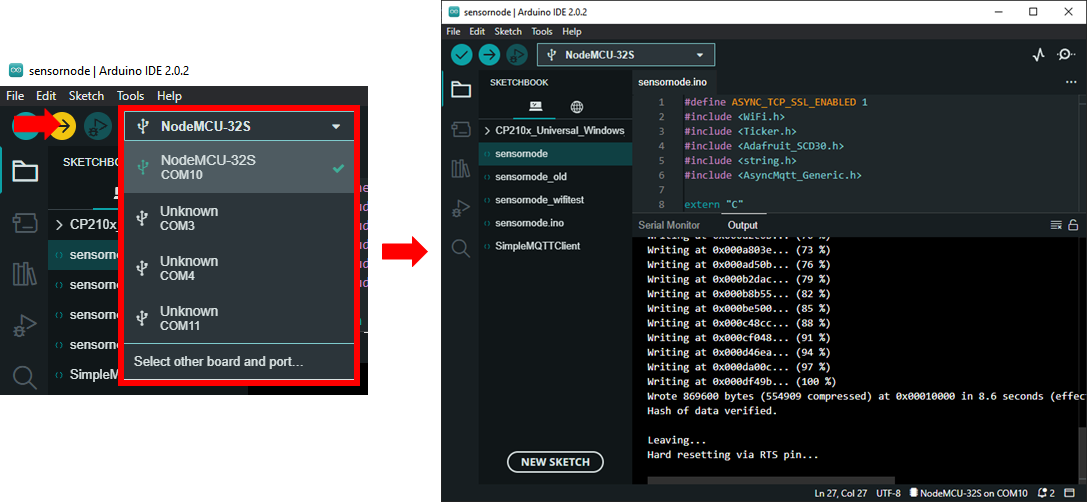 sensornode | Arduino IDE 2.0.2
File Edit Sketch Tools Help
NodeMCU-32S
SKETCHBO
NodeMCU-32S
COM10
Unknown
COM3
Unknown
COM4
Unknown
COM11
Select other board and port...
CP210x_
sensorno
sensorno
sensorno
sensorno
SimpleM
sensornode | Arduino IDE 2.0.2
File Edit Sketch Tools Help
NodeMCU-32S
SKETCHBOOK
CP210x_Universal_Windows
sensornode
sensornode_old
sensornode_wifitest
sensornode.ino
SimpleMQTTClient
NEW SKETCH
sensornode.ino
1 #define ASYNC_TCP_SSL_ENABLED 1
2 #include <WiFi.h>
3 #include <Ticker.h>
4 #include <Adafruit_SCD30.h>
5 #include <string.h>
6 #include <AsyncMqtt_Generic.h>
7
8 extern "C"
Serial Monitor Output
Writing at 0x000a803e... (73 %)
Writing at 0x000ad50b... (76 %)
Writing at 0x000b2dac... (79 %)
Writing at 0x000b8b55... (82 %)
Writing at 0x000be500... (85 %)
Writing at 0x000c48cc... (88 %)
Writing at 0x000cf048... (91 %)
Writing at 0x000d46ea... (94 %)
Writing at 0x000da00c... (97 %)
Writing at 0x000df49b... (100 %)
Wrote 869600 bytes (554909 compressed) at 0x00010000 in 8.6 seconds (effec
Hash of data verified.
Leaving...
Hard resetting via RTS pin...
Ln 27, Col 27 UTF-8 NodeMCU-32S on COM10 2